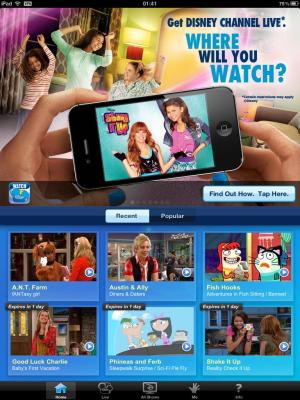 iPad
01:41
75%
Get DISNEY CHANNEL LIVE*.
WHERE
WILL YOU
WATCH?
*Certain restrictions may apply
©Disney
SHAKE IT UP
WATCH
Find Out How. Tap Here.
Recent
Popular
A.N.T. Farm
fANTasy girl
Austin & Ally
Diners & Daters
Fish Hooks
Adventures in Fish Sitting / Banned
Expires in 1 day
Expires in 1 day
Expires in 1 day
Good Luck Charlie
Baby's First Vacation
Phineas and Ferb
Sleepwalk Surprise / Sci-Fi Pie Fly
Shake It Up
Reality Check It Up
Home
Live
All Shows
Me
Info